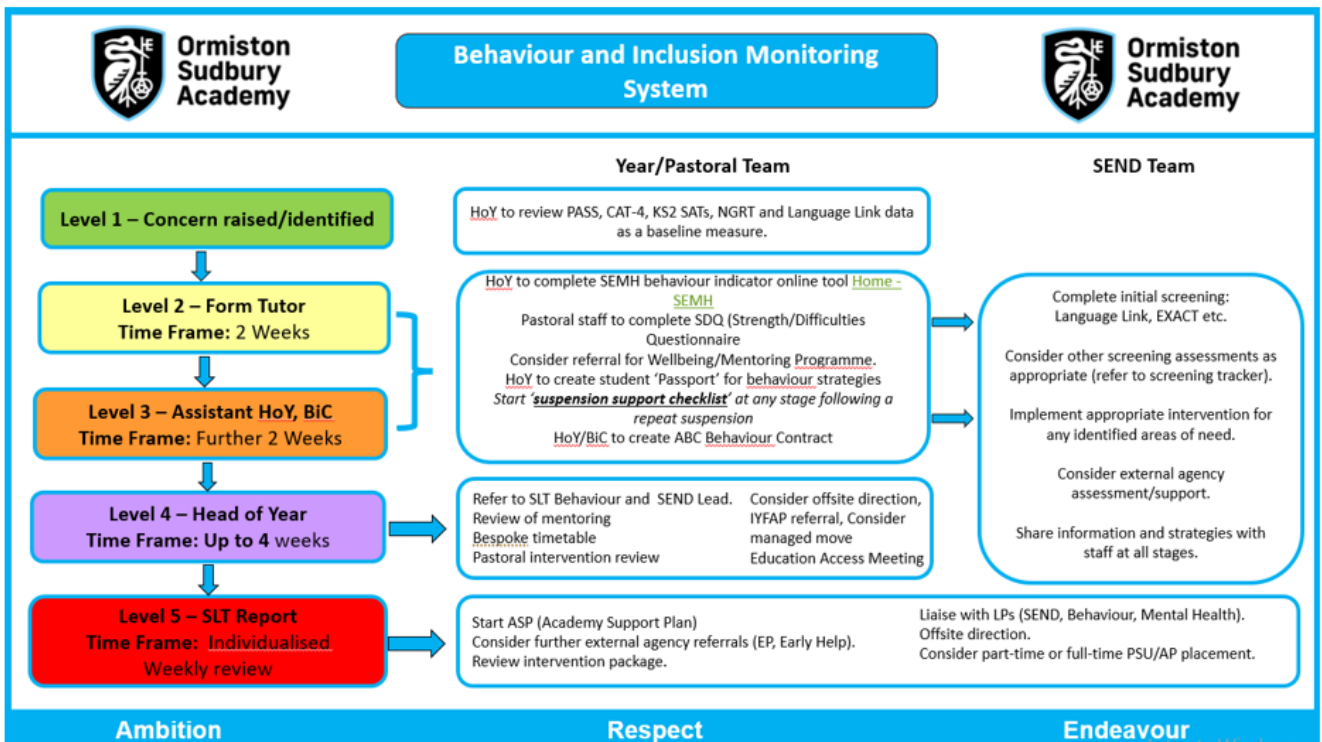 Ormiston
Sudbury
Academy
Behaviour and Inclusion Monitoring
System
Ormiston
Sudbury
Academy
Year/Pastoral Team
SEND Team
Level 1 – Concern raised/identified
HoY to review PASS, CAT-4, KS2 SATs, NGRT and Language Link data
as a baseline measure.
Level 2 – Form Tutor
Time Frame: 2 Weeks
Level 3 – Assistant HoY, BiC
Time Frame: Further 2 Weeks
HoY to complete SEMH behaviour indicator online tool Home -
SEMH
Pastoral staff to complete SDQ (Strength/Difficulties
Questionnaire
Consider referral for Wellbeing/Mentoring Programme.
HoY to create student ‘Passport’ for behaviour strategies
Start ‘suspension support checklist’ at any stage following a
repeat suspension
HoY/BiC to create ABC Behaviour Contract
Complete initial screening:
Language Link, EXACT etc.
Consider other screening assessments as
appropriate (refer to screening tracker).
Implement appropriate intervention for
any identified areas of need.
Consider external agency
assessment/support.
Share information and strategies with
staff at all stages.
Level 4 – Head of Year
Time Frame: Up to 4 weeks
Refer to SLT Behaviour and SEND Lead.
Review of mentoring
Bespoke timetable
Pastoral intervention review
Consider offsite direction,
IYFAP referral, Consider
managed move
Education Access Meeting
Level 5 – SLT Report
Time Frame: Individualised
Weekly review
Start ASP (Academy Support Plan)
Consider further external agency referrals (EP, Early Help).
Review intervention package.
Liaise with LPs (SEND, Behaviour, Mental Health).
Offsite direction.
Consider part-time or full-time PSU/AP placement.
Ambition
Respect
Endeavour